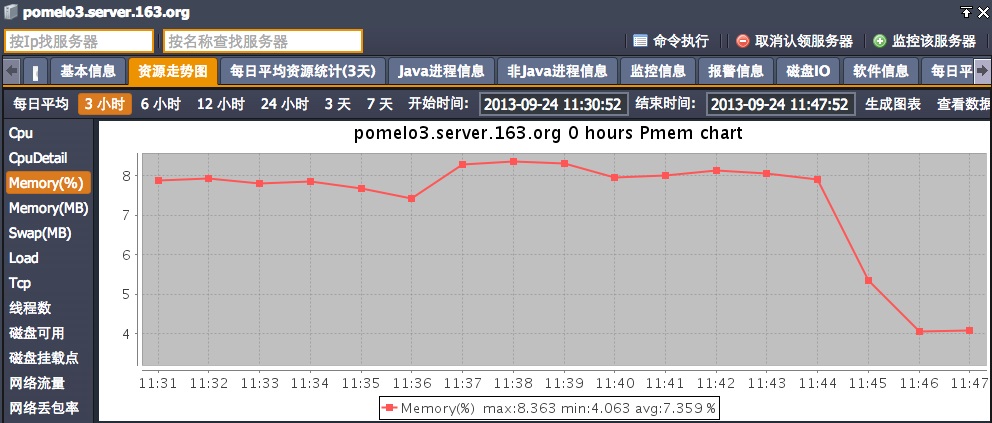 pomelo3.server.163.org
按Ip找服务器 按名称查找服务器 命令执行 取消认领服务器 监控该服务器
基本信息 资源走势图 每日平均资源统计(3天) Java进程信息 非Java进程信息 监控信息 报警信息 磁盘IO 软件信息 每日平
每日平均 3 小时 6 小时 12 小时 24 小时 3 天 7 天 开始时间: 2013-09-24 11:30:52 结束时间: 2013-09-24 11:47:52 生成图表 查看数据
Cpu
CpuDetail
Memory(%)
Memory(MB)
Swap(MB)
Load
Tcp
线程数
磁盘可用
磁盘挂载点
网络流量
网络丢包率
pomelo3.server.163.org 0 hours Pmem chart
8
7
6
5
4
11:31 11:32 11:33 11:34 11:35 11:36 11:37 11:38 11:39 11:40 11:41 11:42 11:43 11:44 11:45 11:46 11:47
Memory(%) max:8.363 min:4.063 avg:7.359 %